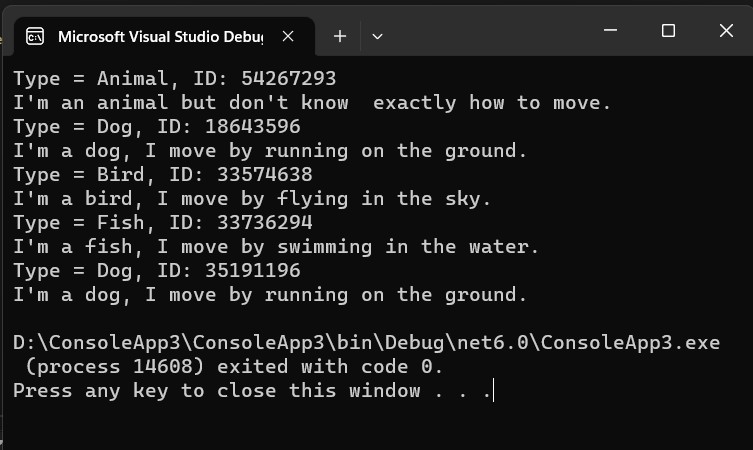 Microsoft Visual Studio Debu
Type = Animal, ID: 54267293
I'm an animal but don't know  exactly how to move.
Type = Dog, ID: 18643596
I'm a dog, I move by running on the ground.
Type = Bird, ID: 33574638
I'm a bird, I move by flying in the sky.
Type = Fish, ID: 33736294
I'm a fish, I move by swimming in the water.
Type = Dog, ID: 35191196
I'm a dog, I move by running on the ground.
D:\ConsoleApp3\ConsoleApp3\bin\Debug\net6.0\ConsoleApp3.exe
 (process 14608) exited with code 0.
Press any key to close this window . . .